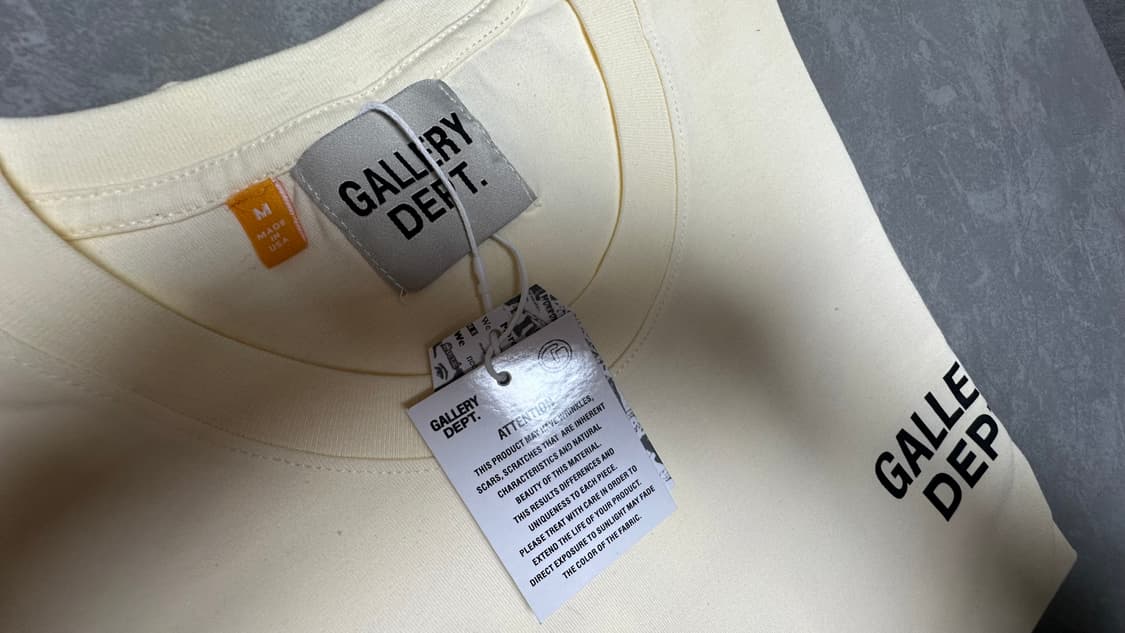 GALLERY
DEPT.
M
MADE
IN
USA
We
GALLERY
DEPT.
ATTENTION
THIS PRODUCT MAY HAVE WRINKLES,
SCARS, SCRATCHES THAT ARE INHERENT
CHARACTERISTICS AND NATURAL
BEAUTY OF THIS MATERIAL.
THIS RESULTS DIFFERENCES AND
UNIQUENESS TO EACH PIECE.
PLEASE TREAT WITH CARE IN ORDER TO
EXTEND THE LIFE OF YOUR PRODUCT.
DIRECT EXPOSURE TO SUNLIGHT MAY FADE
THE COLOR OF THE FABRIC.
GALLE
DEP